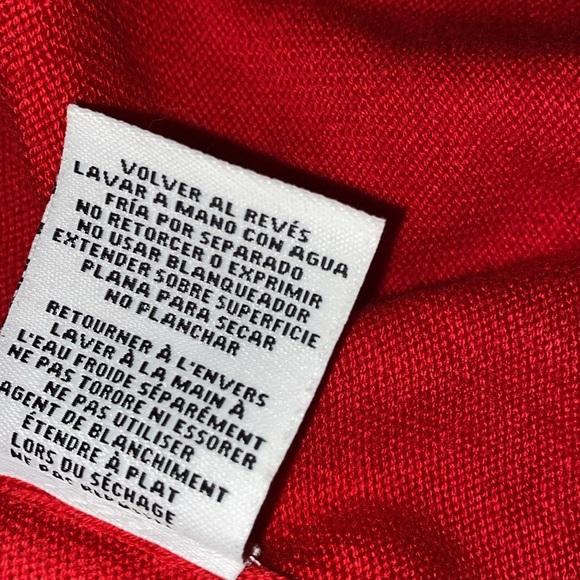 VOLVER AL REVÉS
LAVAR A MANO CON AGUA
FRÍA POR SEPARADO
NO RETORCER O EXPRIMIR
NO USAR BLANQUEADOR
EXTENDER SOBRE SUPERFICIE
PLANA PARA SECAR
NO PLANCHAR
RETOURNER À L'ENVERS
LAVER À LA MAIN À
L'EAU FROIDE SÉPARÉMENT
NE PAS TORDRE NI ESSORER
NE PAS UTILISER
AGENT DE BLANCHIMENT
ÉTENDRE À PLAT
LORS DU SÉCHAGE
NE PAS